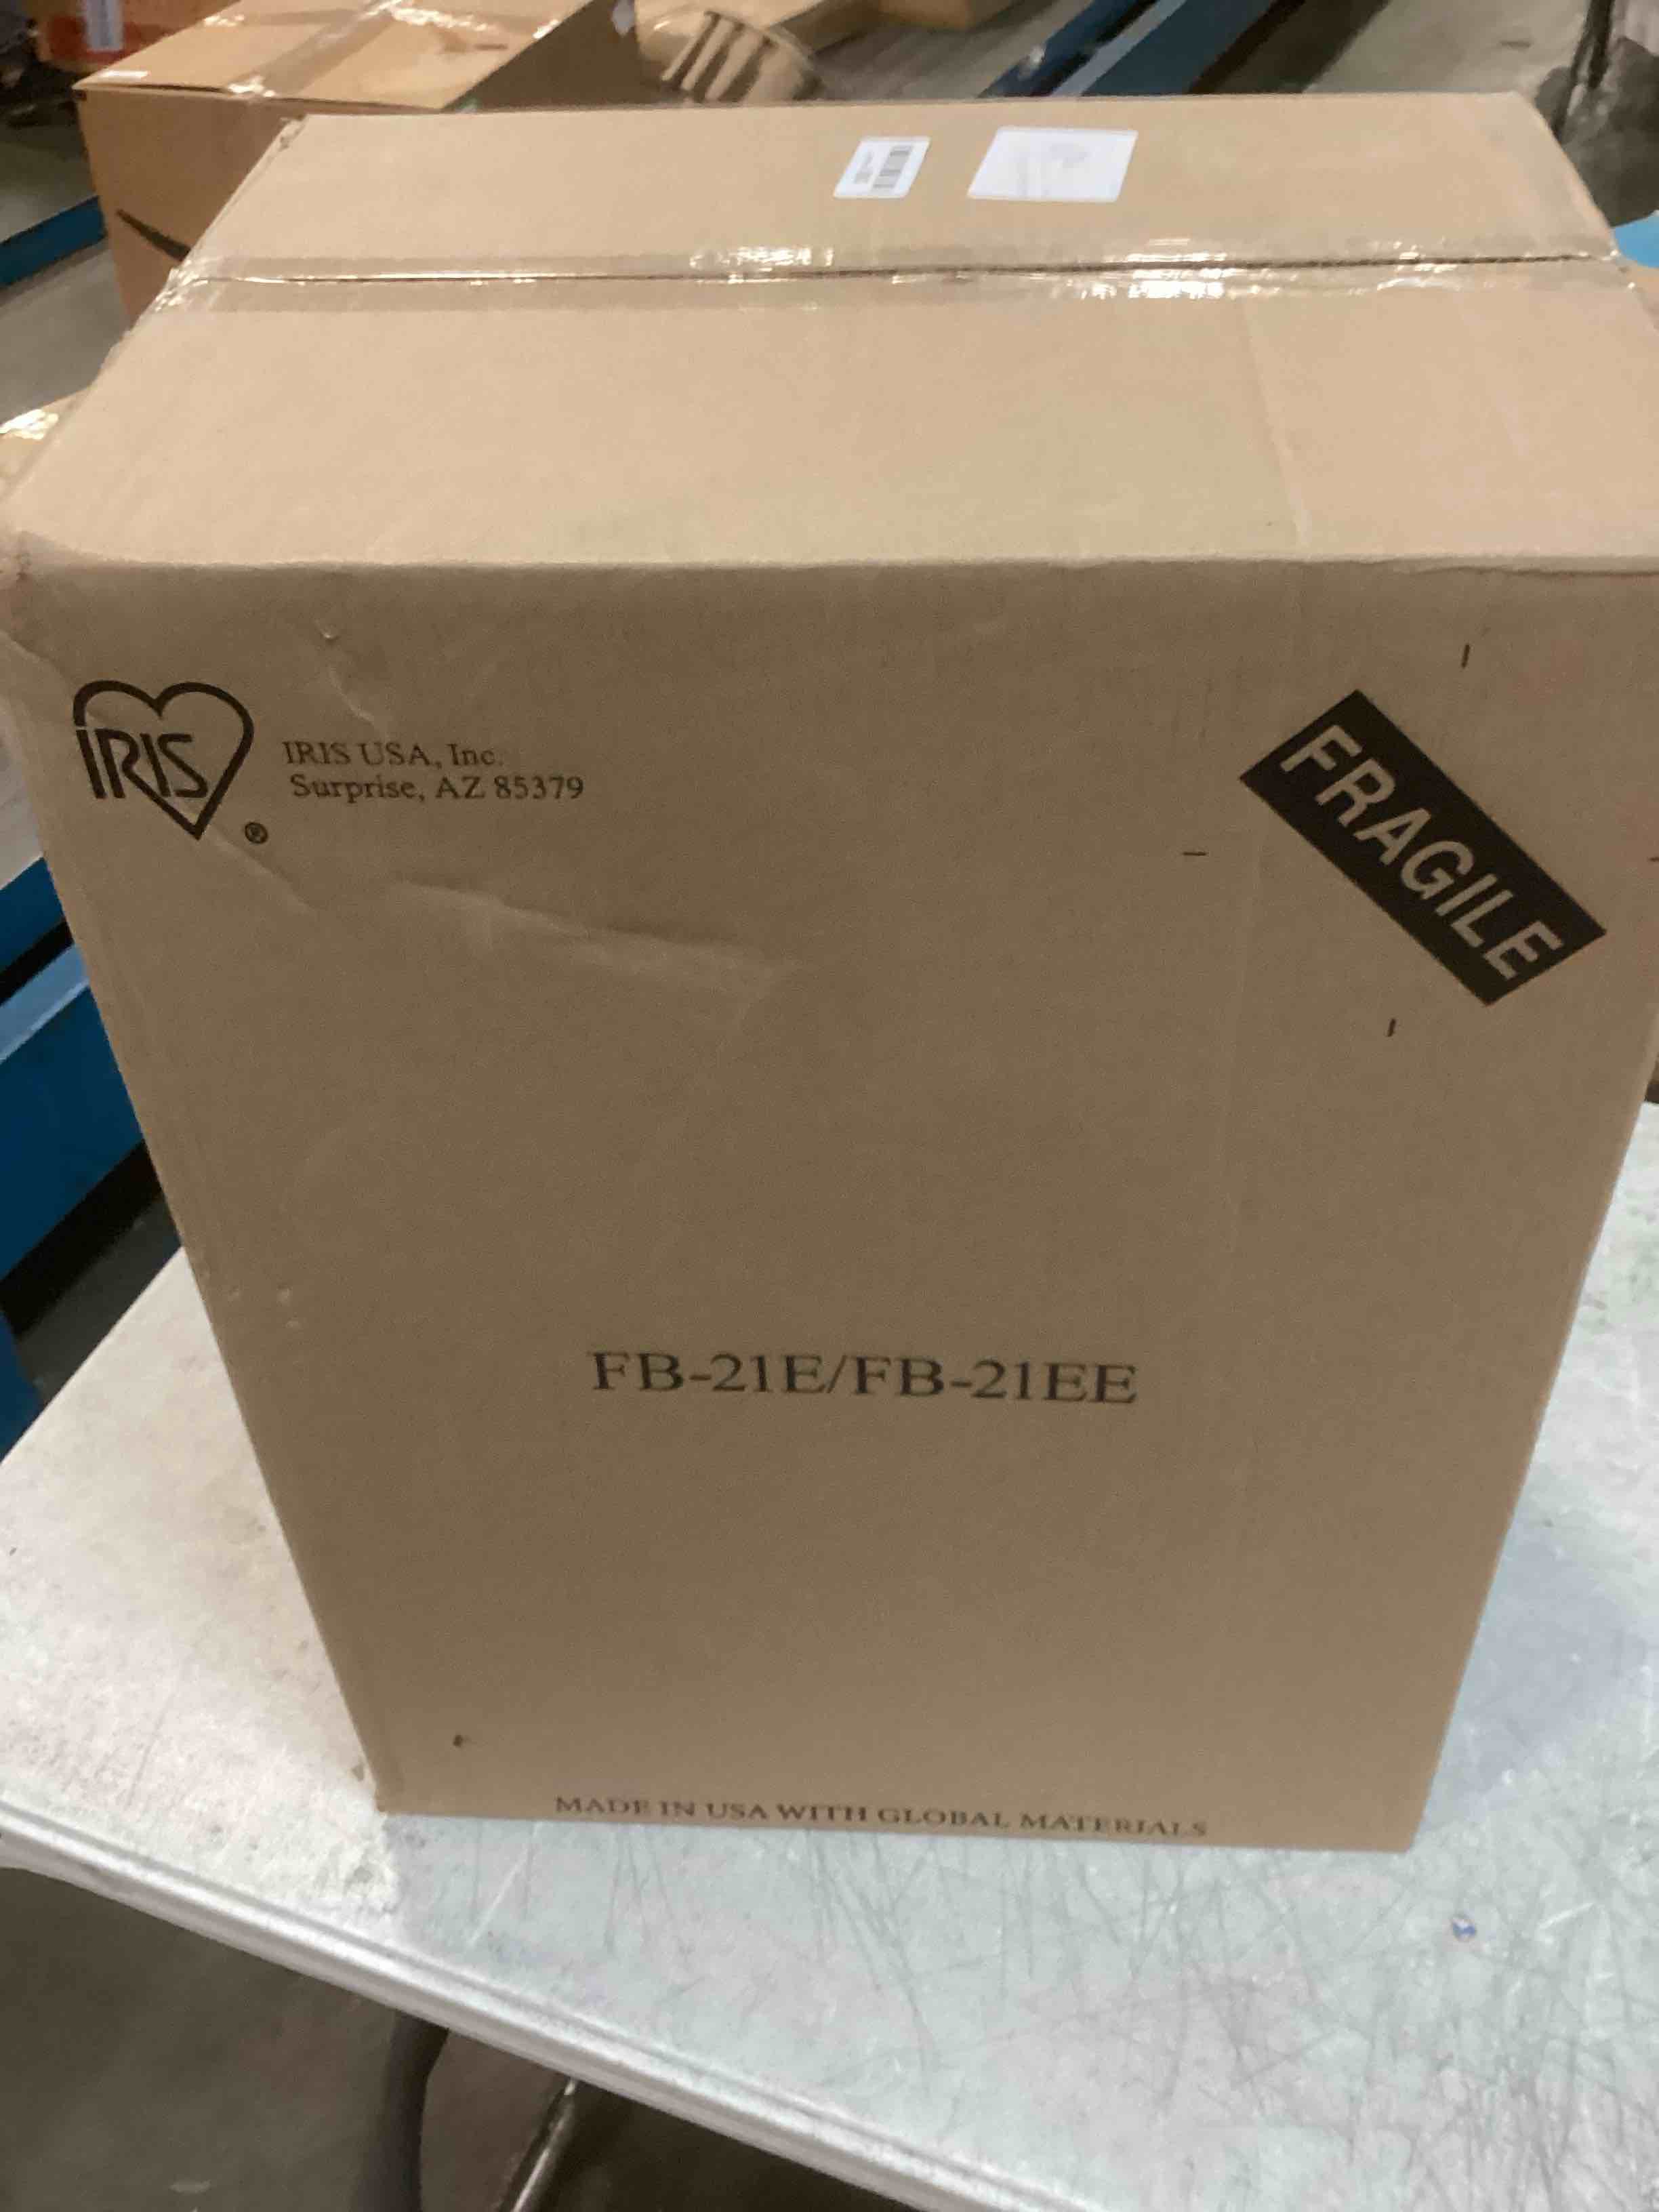 IRIS
®
IRIS USA, Inc.
Surprise, AZ 85379
FRAGILE
FB-21E/FB-21EE
MADE IN USA WITH GLOBAL MATERIALS